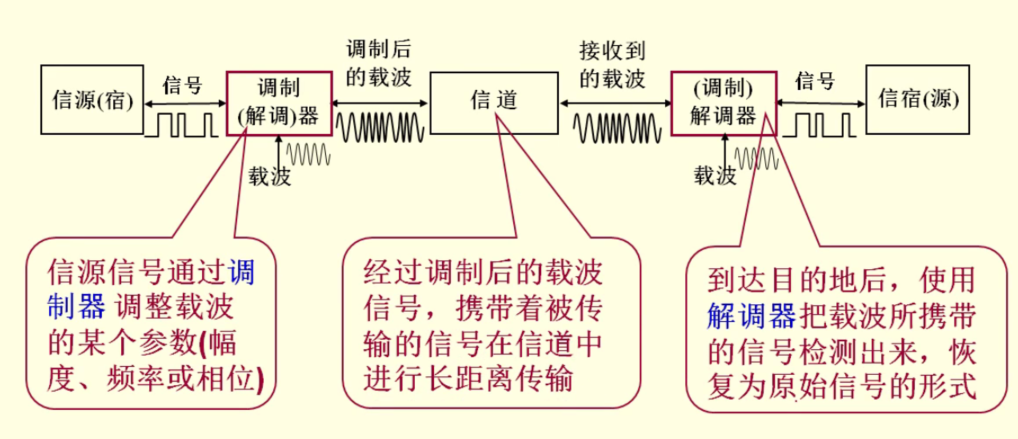 调制后
的载波
接收到
的载波
信源(宿)
信号
调制
(解调)器
信道
(调制)
解调器
信号
信宿(源)
载波
载波
信源信号通过调
制器 调整载波
的某个参数(幅
度、频率或相位)
经过调制后的载波
信号，携带着被传
输的信号在信道中
进行长距离传输
到达目的地后，使用
解调器把载波所携带
的信号检测出来，恢
复为原始信号的形式